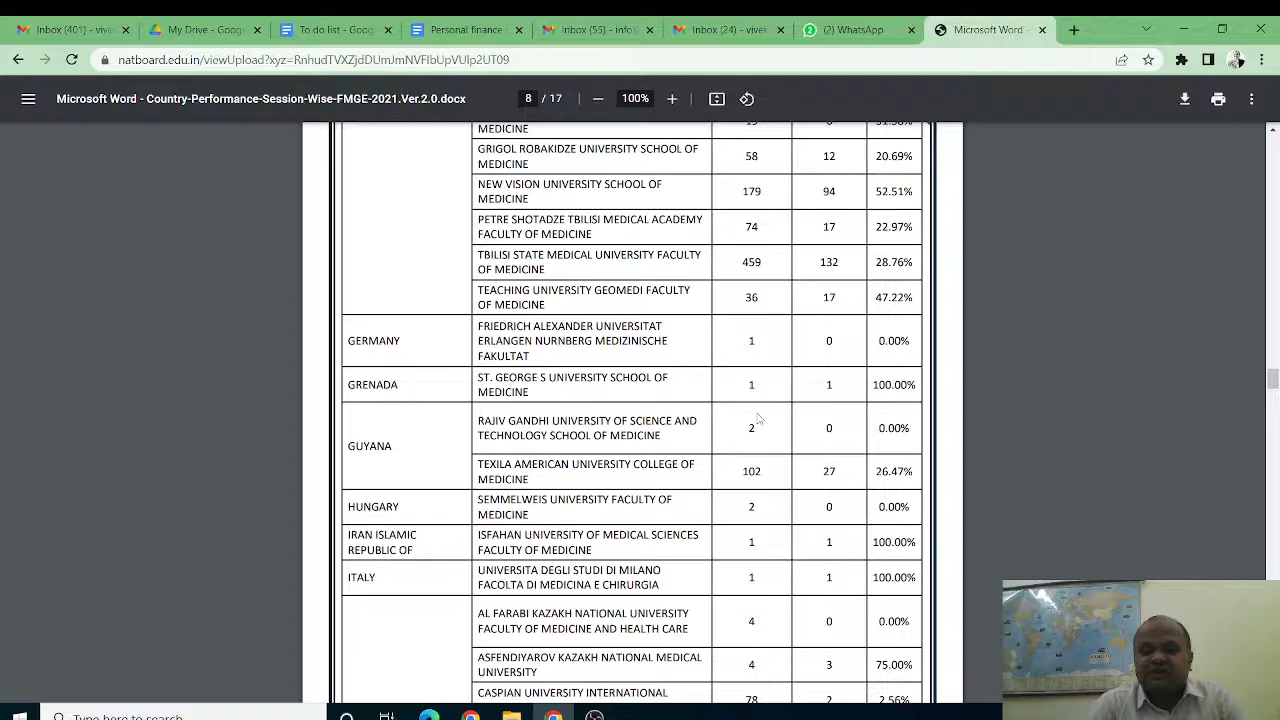 Inbox (401) - vive
My Drive - Goog
To do list - Google
Personal finance
Inbox (55) - info@
Inbox (24) - vivek
(2) WhatsApp
Microsoft Word -
natboard.edu.in/viewUpload?xyz=RnhudTVXZjdDUmJmNVFIbUpVUlp2UT09
Microsoft Word - Country-Performance-Session-Wise-FMGE-2021.Ver.2.0.docx
8 / 17
100%
MEDICINE
GRIGOL ROBAKIDZE UNIVERSITY SCHOOL OF
MEDICINE
58 12 20.69%
NEW VISION UNIVERSITY SCHOOL OF
MEDICINE
179 94 52.51%
PETRE SHOTADZE TBILISI MEDICAL ACADEMY
FACULTY OF MEDICINE
74 17 22.97%
TBILISI STATE MEDICAL UNIVERSITY FACULTY
OF MEDICINE
459 132 28.76%
TEACHING UNIVERSITY GEOMEDI FACULTY
OF MEDICINE
36 17 47.22%
GERMANY
FRIEDRICH ALEXANDER UNIVERSITAT
ERLANGEN NURNBERG MEDIZINISCHE
FAKULTAT
1 0 0.00%
GRENADA
ST. GEORGE S UNIVERSITY SCHOOL OF
MEDICINE
1 1 100.00%
GUYANA
RAJIV GANDHI UNIVERSITY OF SCIENCE AND
TECHNOLOGY SCHOOL OF MEDICINE
2 0 0.00%
TEXILA AMERICAN UNIVERSITY COLLEGE OF
MEDICINE
102 27 26.47%
HUNGARY
SEMMELWEIS UNIVERSITY FACULTY OF
MEDICINE
2 0 0.00%
IRAN ISLAMIC
REPUBLIC OF
ISFAHAN UNIVERSITY OF MEDICAL SCIENCES
FACULTY OF MEDICINE
1 1 100.00%
ITALY
UNIVERSITA DEGLI STUDI DI MILANO
FACOLTA DI MEDICINA E CHIRURGIA
1 1 100.00%
AL FARABI KAZAKH NATIONAL UNIVERSITY
FACULTY OF MEDICINE AND HEALTH CARE
4 0 0.00%
ASFENDIYAROV KAZAKH NATIONAL MEDICAL
UNIVERSITY
4 3 75.00%
CASPIAN UNIVERSITY INTERNATIONAL
78 2 2.56%
Type here to search